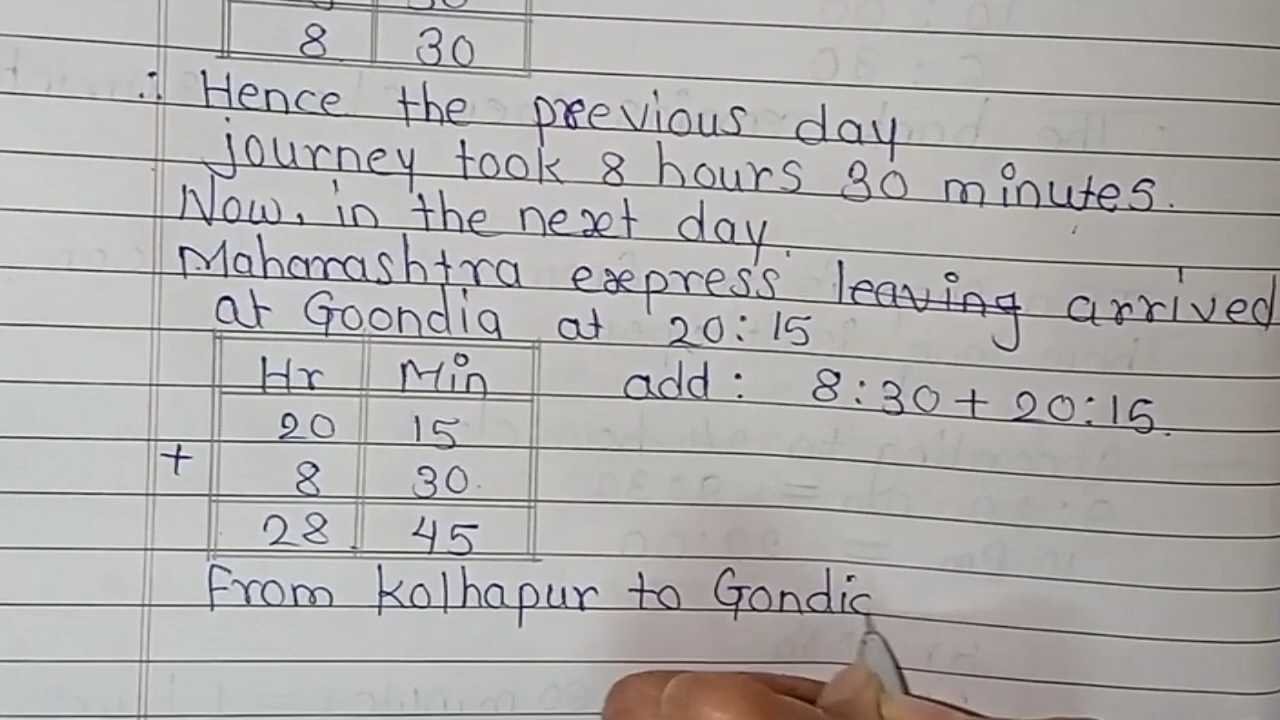 8 30
∴ Hence the previous day
journey took 8 hours 30 minutes.
Now, in the next day.
Maharashtra express leaving arrived
at Goondia at 20:15
Hr Min add: 8:30 + 20:15.
20 15
+ 8 30.
28 45
From Kolhapur to Gondia